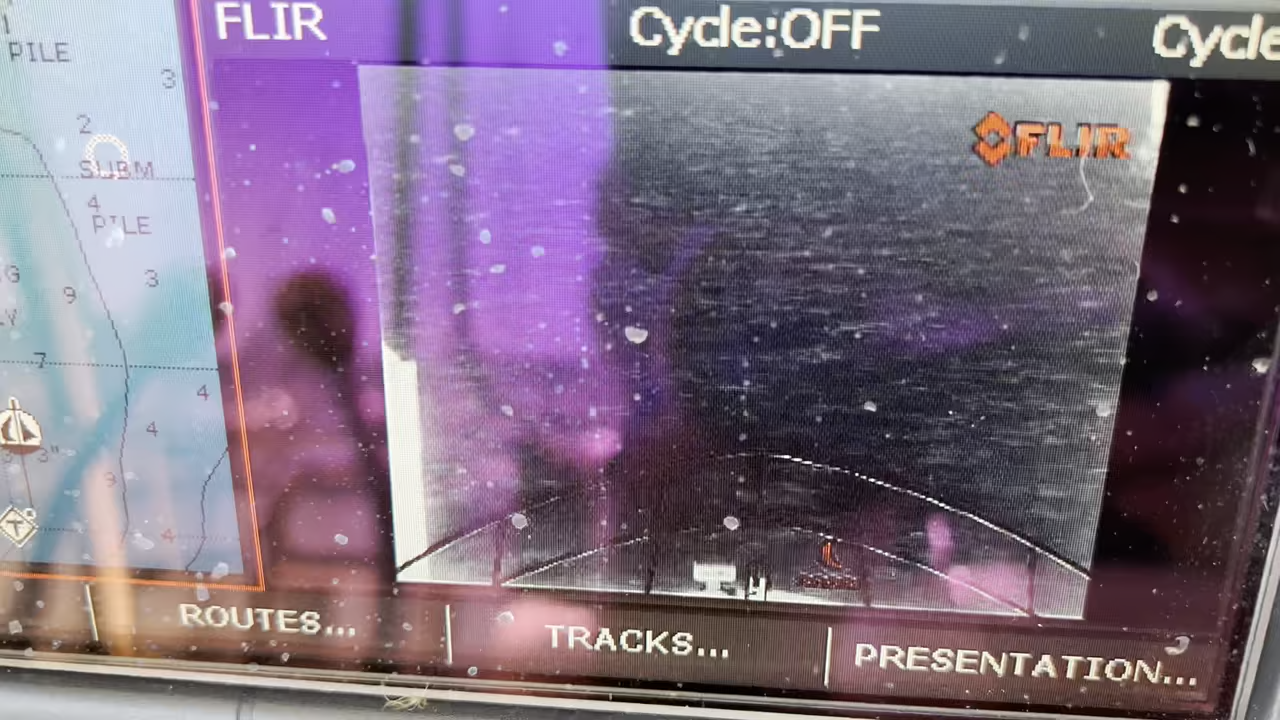 FLIR
Cycle:OFF
Cycle
PILE
3
2
SUBM
4
PILE
3
9
7
4
4
3"
9
4
T
FLIR
ROUTES...
TRACKS...
PRESENTATION...